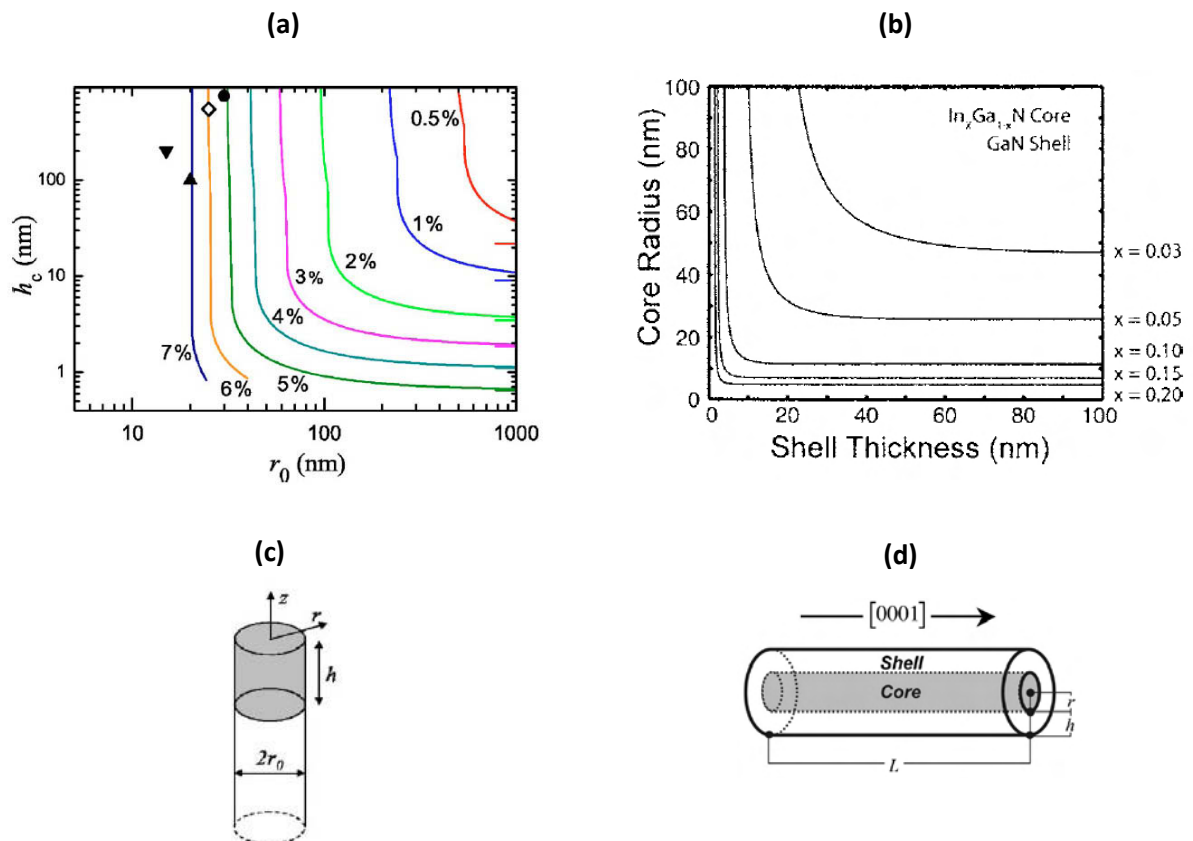 (a)
(b)
h_c (nm)
100
10
1
10
100
1000
r_0 (nm)
0.5%
1%
2%
3%
4%
5%
6%
7%
Core Radius (nm)
100
80
60
40
20
0
0
20
40
60
80
100
Shell Thickness (nm)
In_xGa_{1-x}N Core
GaN Shell
x = 0.03
x = 0.05
x = 0.10
x = 0.15
x = 0.20
(c)
(d)
z
r
h
2r_0
[0001]
Shell
Core
r
h
L